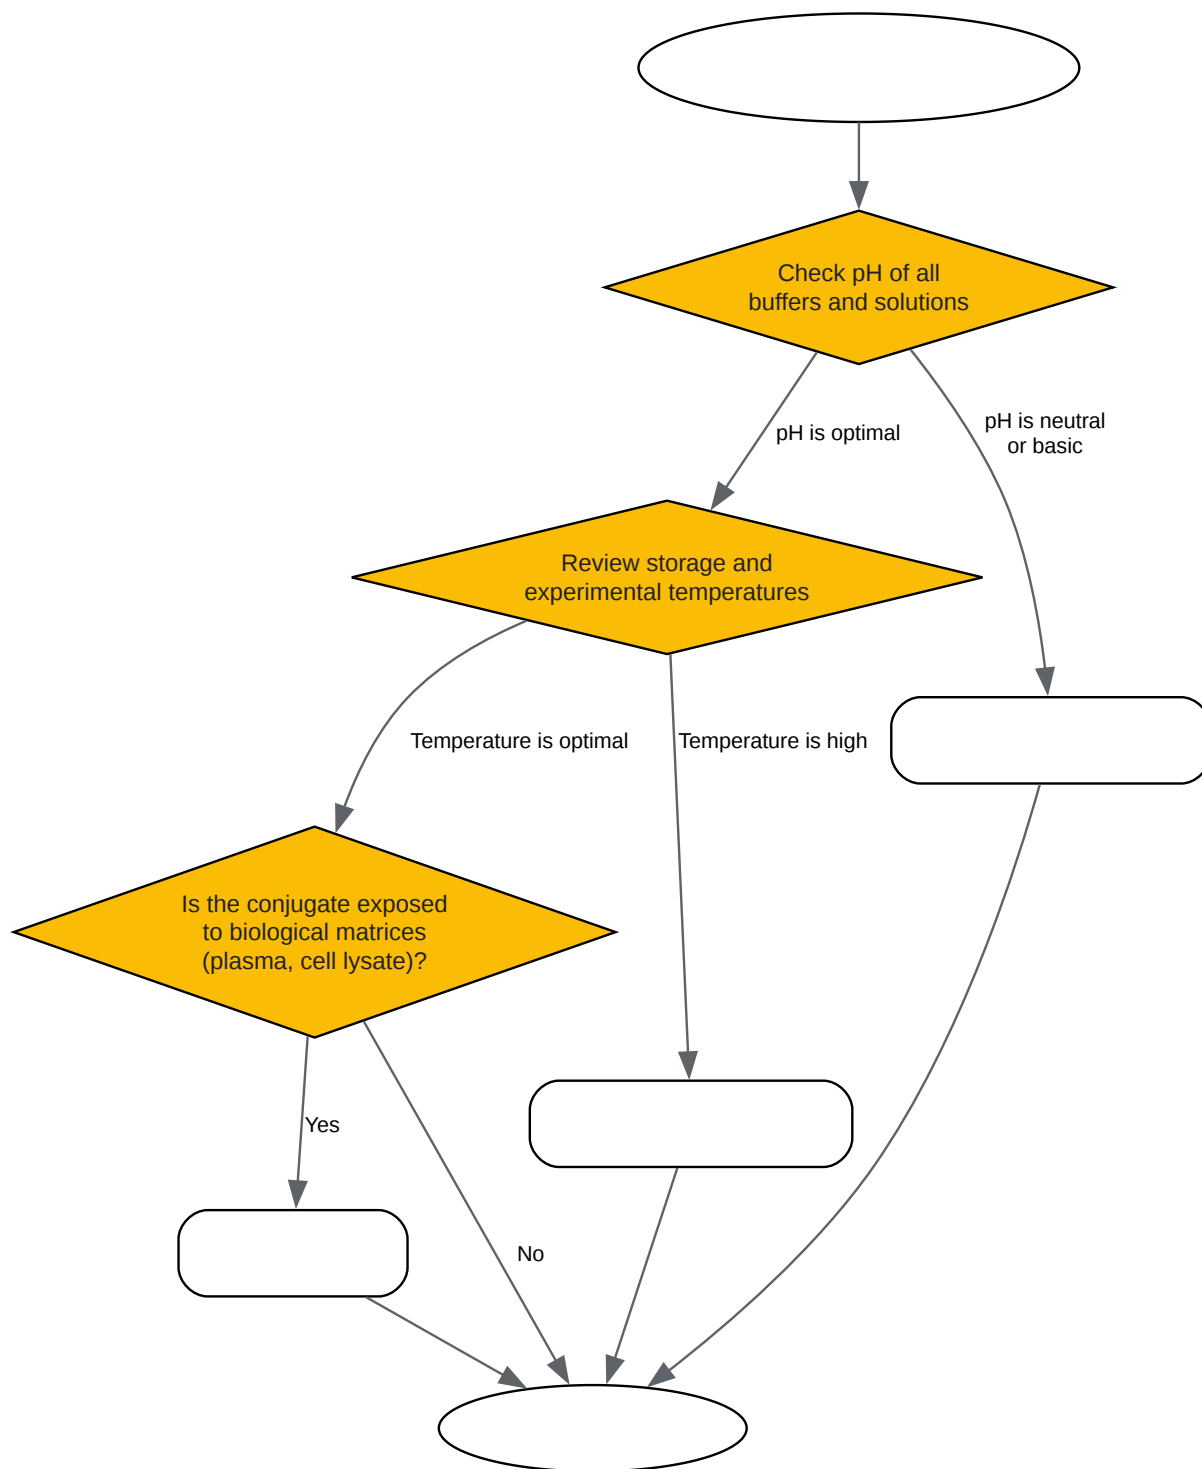 Check pH of all
buffers and solutions
pH is optimal
pH is neutral
or basic
Review storage and
experimental temperatures
Temperature is optimal
Temperature is high
Is the conjugate exposed
to biological matrices
(plasma, cell lysate)?
Yes
No